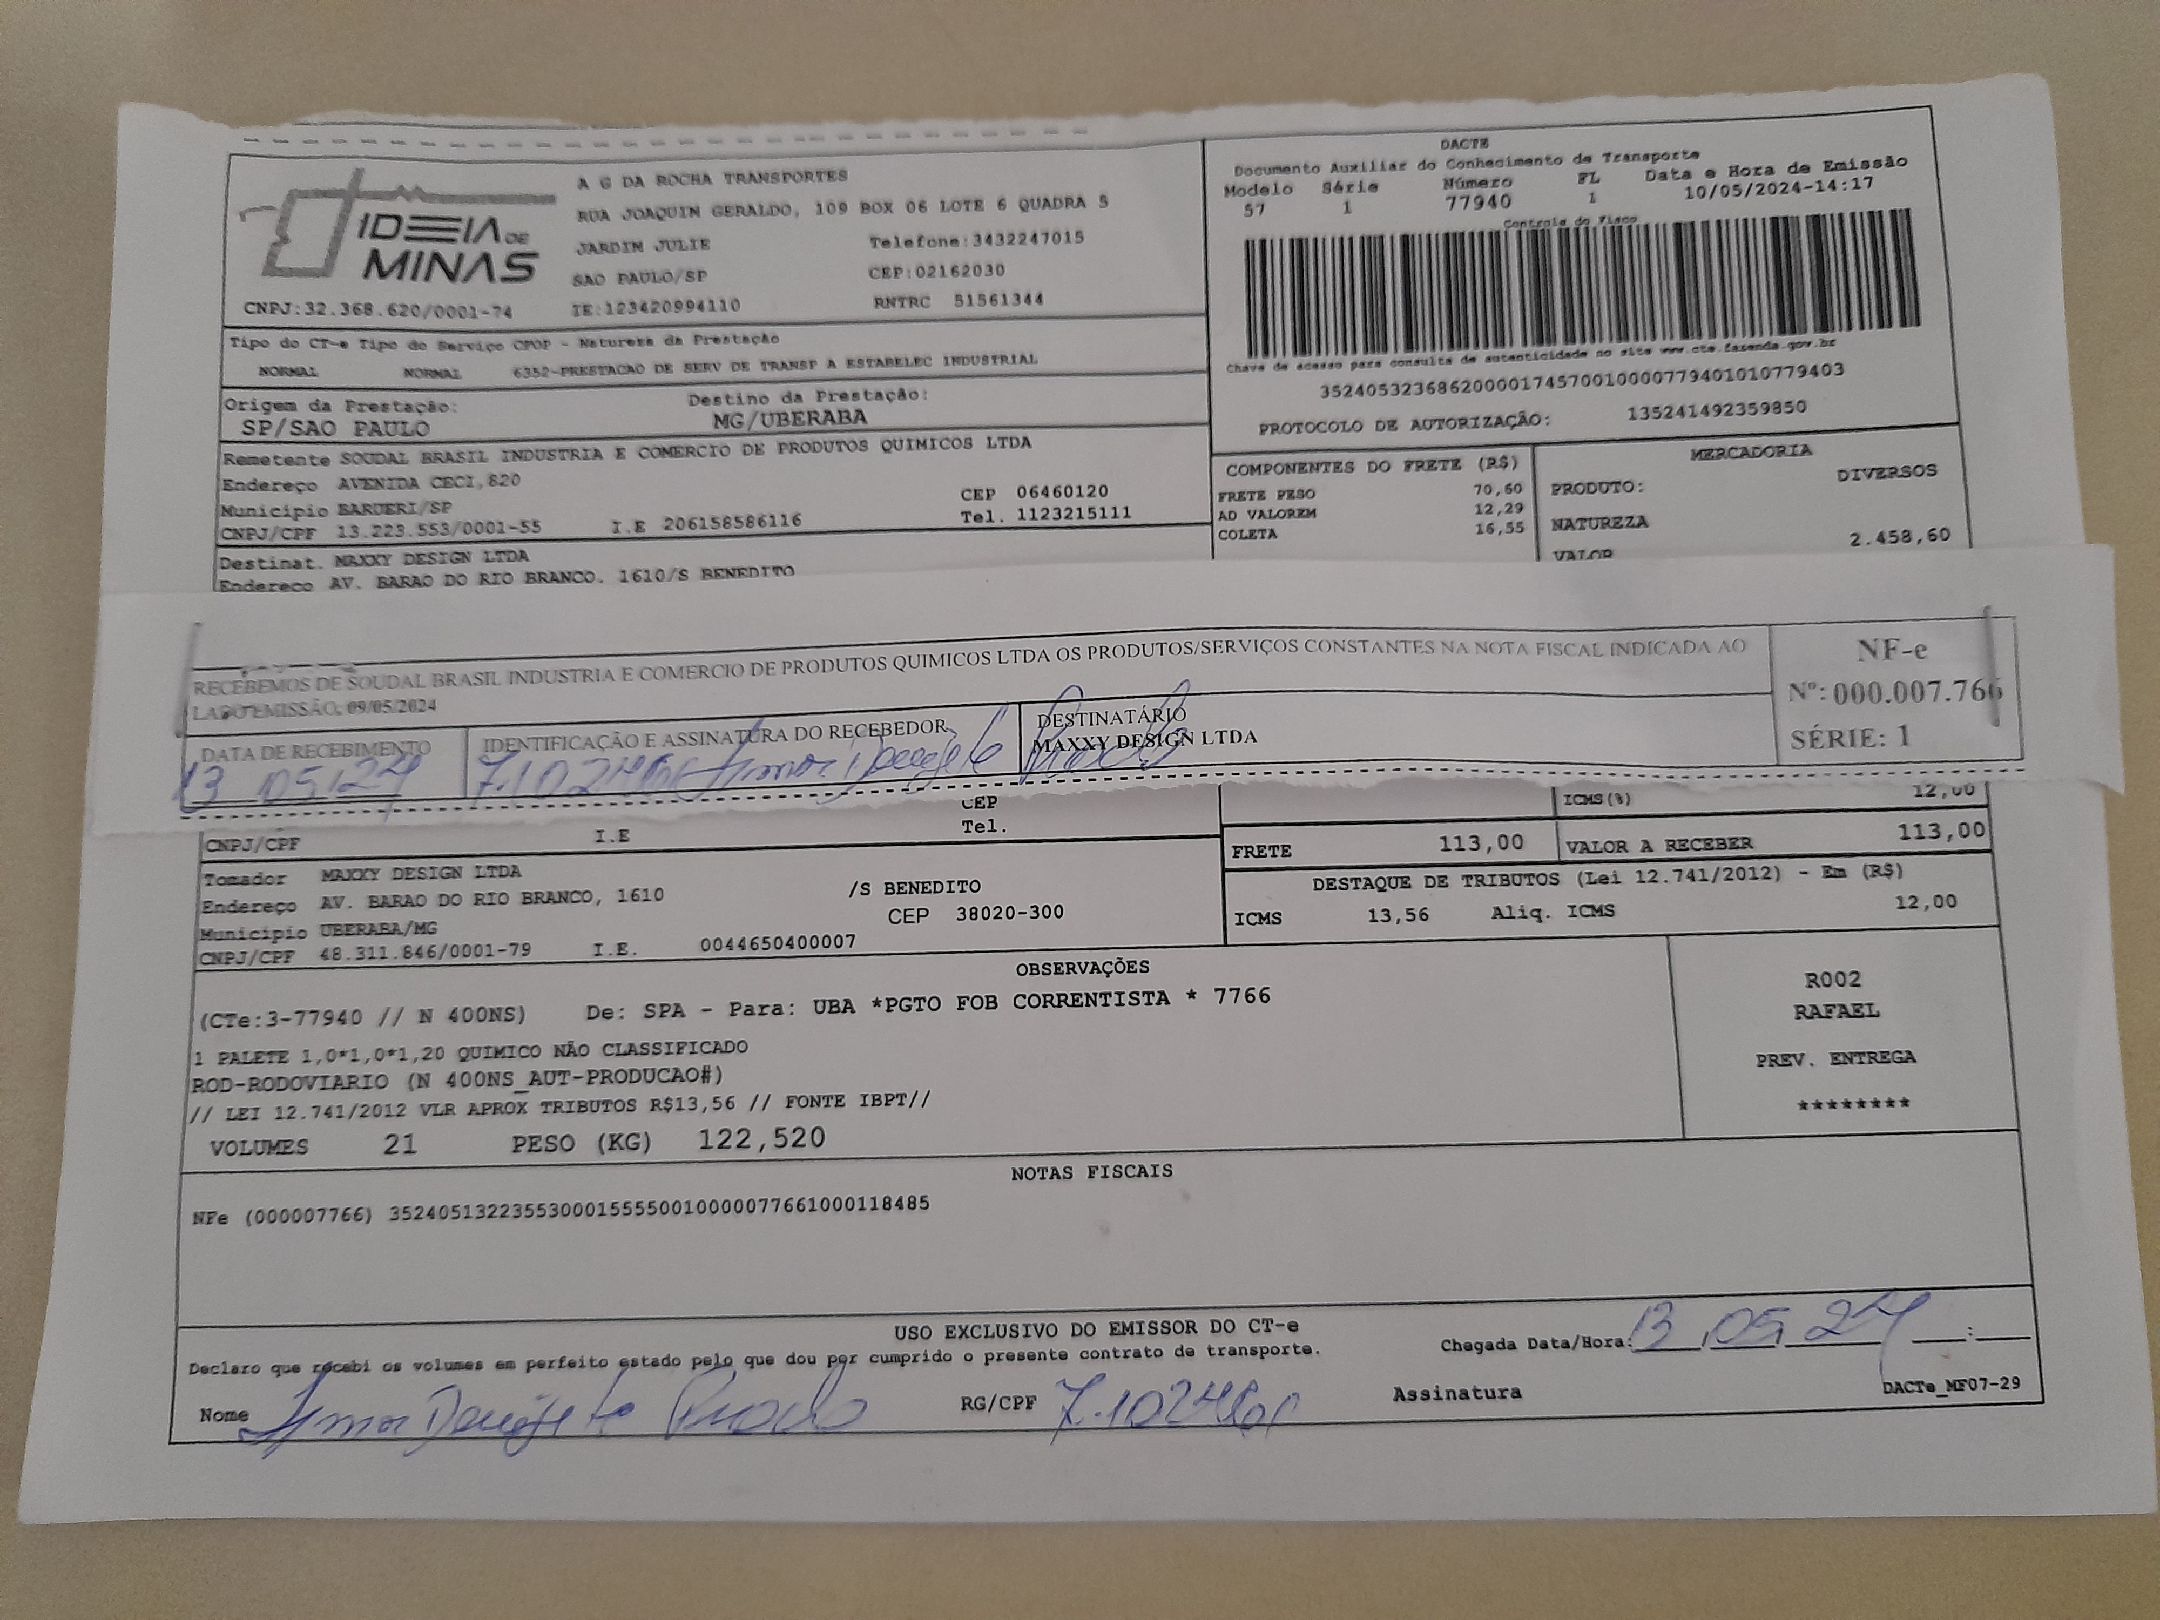 DACTE
Documento Auxiliar do Conhecimento de Transporte
Modelo Série Número FL Data e Hora de Emissão
57 1 77940 1 10/05/2024-14:17
Controle do Fisco
IDEIA DE MINAS
A G DA ROCHA TRANSPORTES
RUA JOAQUIN GERALDO, 109 BOX 06 LOTE 6 QUADRA S
JARDIN JULIE Telefone:3432247015
SAO PAULO/SP CEP:02162030
CNPJ:32.368.620/0001-74 IE:123420994110 RNTRC 51561344
Tipo do CT-e Tipo do Serviço CFOP - Natureza da Prestação
NORMAL NORMAL 6352-PRESTACAO DE SERV DE TRANSP A ESTABELEC INDUSTRIAL
Chave de acesso para consulta de autenticidade no site www.cte.fazenda.gov.br
35240532368620000174570010000779401010779403
PROTOCOLO DE AUTORIZAÇÃO: 135241492359850
Origem da Prestação: Destino da Prestação:
SP/SAO PAULO MG/UBERABA
Remetente SOUDAL BRASIL INDUSTRIA E COMERCIO DE PRODUTOS QUIMICOS LTDA
Endereço AVENIDA CECI,820 CEP 06460120
Município BARUERI/SP Tel. 1123215111
CNPJ/CPF 13.223.553/0001-55 I.E 206158586116
Destinat. MAXXY DESIGN LTDA
Endereço AV. BARAO DO RIO BRANCO, 1610/S BENEDITO
COMPONENTES DO FRETE (R$)
FRETE PESO 70,60
AD VALOREM 12,29
COLETA 16,55
MERCADORIA
PRODUTO: DIVERSOS
NATUREZA
VALOR 2.458,60
RECEBEMOS DE SOUDAL BRASIL INDUSTRIA E COMERCIO DE PRODUTOS QUIMICOS LTDA OS PRODUTOS/SERVIÇOS CONSTANTES NA NOTA FISCAL INDICADA AO
LADO EMISSÃO: 09/05/2024
NF-e
Nº: 000.007.766
SÉRIE: 1
DATA DE RECEBIMENTO
13 05 24
IDENTIFICAÇÃO E ASSINATURA DO RECEBEDOR
DESTINATÁRIO
MAXXY DESIGN LTDA
CEP
CNPJ/CPF I.E Tel.
ICMS(%) 12,00
FRETE 113,00 VALOR A RECEBER 113,00
Tomador MAXXY DESIGN LTDA
Endereço AV. BARAO DO RIO BRANCO, 1610 /S BENEDITO
Município UBERABA/MG CEP 38020-300
CNPJ/CPF 48.311.846/0001-79 I.E. 0044650400007
DESTAQUE DE TRIBUTOS (Lei 12.741/2012) - Em (R$)
ICMS 13,56 Aliq. ICMS 12,00
OBSERVAÇÕES
(CTe:3-77940 // N 400NS) De: SPA - Para: UBA *PGTO FOB CORRENTISTA * 7766
1 PALETE 1,0*1,0*1,20 QUIMICO NÃO CLASSIFICADO
ROD-RODOVIARIO (N 400NS_AUT-PRODUCAO#)
// LEI 12.741/2012 VLR APROX TRIBUTOS R$13,56 // FONTE IBPT//
VOLUMES 21 PESO (KG) 122,520
R002
RAFAEL
PREV. ENTREGA
********
NOTAS FISCAIS
NFe (000007766) 35240513223553000155550010000077661000118485
USO EXCLUSIVO DO EMISSOR DO CT-e
Declaro que recebi os volumes em perfeito estado pelo que dou por cumprido o presente contrato de transporte.
Chegada Data/Hora: 13 05 24 :
Nome RG/CPF Assinatura
DACTe_MF07-29